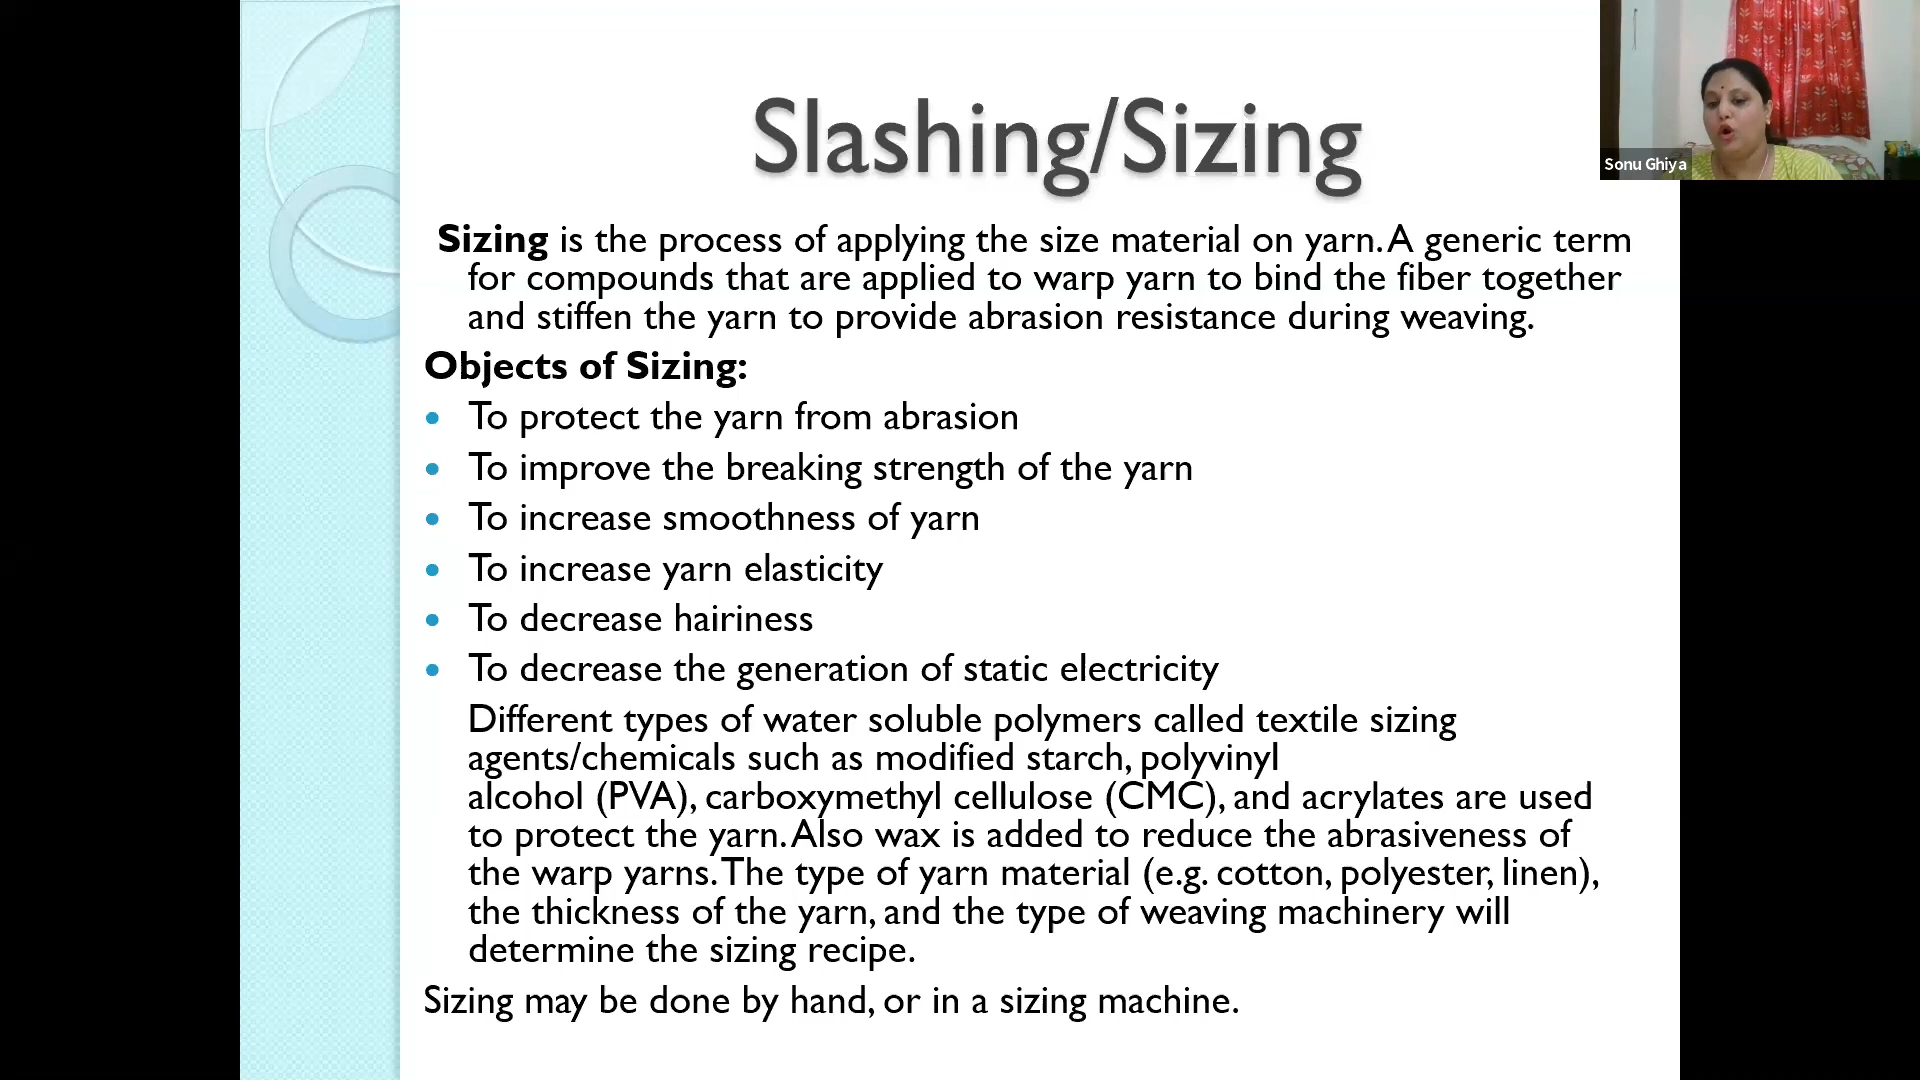 Slashing/Sizing
Sonu Ghiya
Sizing is the process of applying the size material on yarn. A generic term
for compounds that are applied to warp yarn to bind the fiber together
and stiffen the yarn to provide abrasion resistance during weaving.
Objects of Sizing:
• To protect the yarn from abrasion
• To improve the breaking strength of the yarn
• To increase smoothness of yarn
• To increase yarn elasticity
• To decrease hairiness
• To decrease the generation of static electricity
Different types of water soluble polymers called textile sizing
agents/chemicals such as modified starch, polyvinyl
alcohol (PVA), carboxymethyl cellulose (CMC), and acrylates are used
to protect the yarn. Also wax is added to reduce the abrasiveness of
the warp yarns. The type of yarn material (e.g. cotton, polyester, linen),
the thickness of the yarn, and the type of weaving machinery will
determine the sizing recipe.
Sizing may be done by hand, or in a sizing machine.